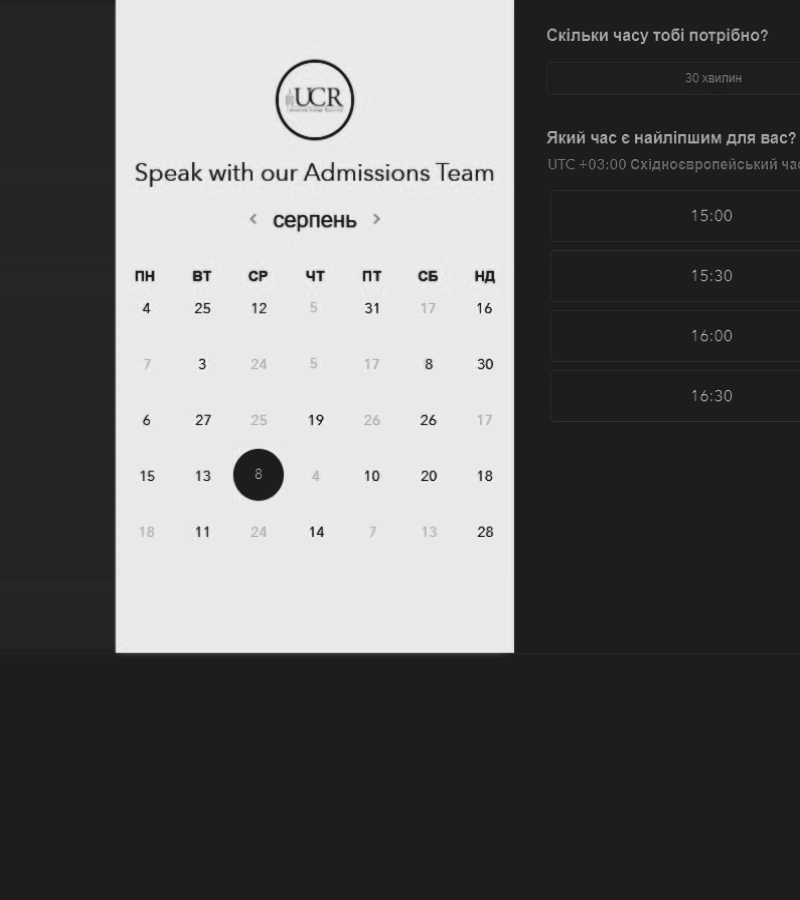 UCR
Speak with our Admissions Team
‹ серпень ›
ПН ВТ СР ЧТ ПТ СБ НД
4 25 12 5 31 17 16
7 3 24 5 17 8 30
6 27 25 19 26 26 17
15 13 8 4 10 20 18
18 11 24 14 7 13 28
Скільки часу тобі потрібно?
30 хвилин
Який час є найліпшим для вас?
UTC +03:00 Східноєвропейський
15:00
15:30
16:00
16:30